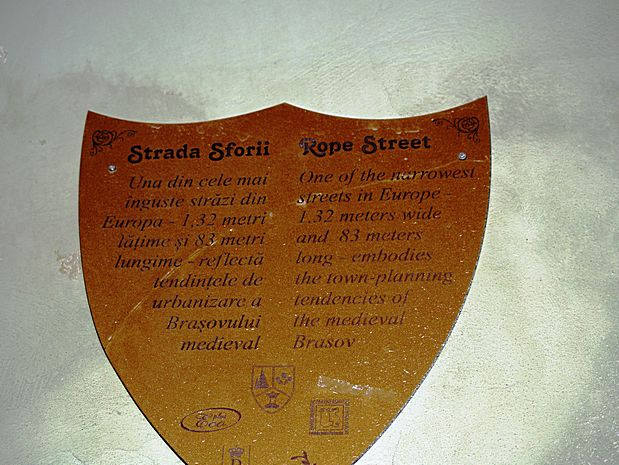 Strada Sforii
Una din cele mai
inguste străzi din
Europa - 1,32 metri
lățime și 83 metri
lungime - reflectă
tendințele de
urbanizare a
Brașovului
medieval
Rope Street
One of the narrowest
streets in Europe -
1.32 meters wide
and 83 meters
long - embodies
the town-planning
tendencies of
the medieval
Brasov
Eco